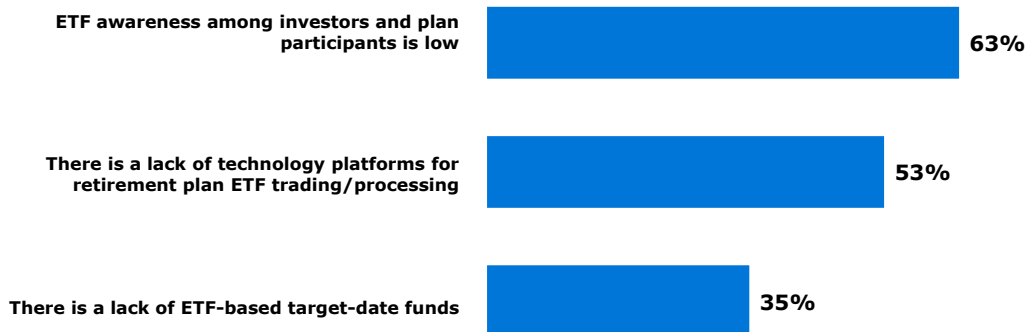 ETF awareness among investors and plan
participants is low
63%
There is a lack of technology platforms for
retirement plan ETF trading/processing
53%
There is a lack of ETF-based target-date funds
35%